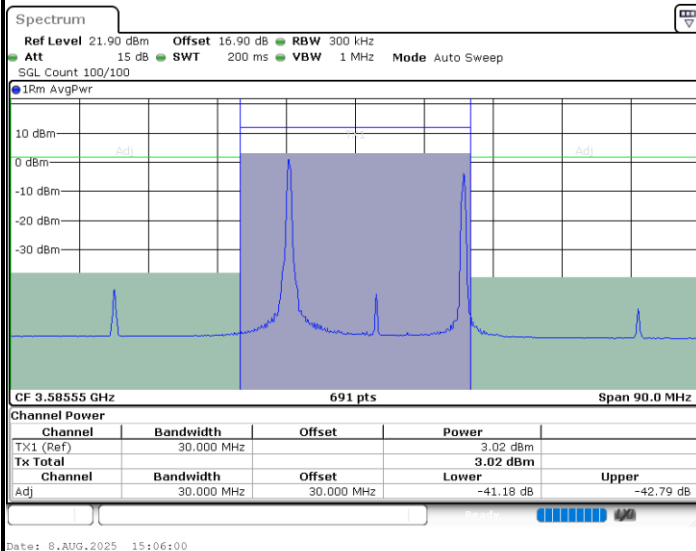 Spectrum
Ref Level 21.90 dBm Offset 16.90 dB RBW 300 kHz
Att 15 dB SWT 200 ms VBW 1 MHz Mode Auto Sweep
SGL Count 100/100
1Rm AvgPwr
10 dBm
Adj Adj
0 dBm
-10 dBm
-20 dBm
-30 dBm
CF 3.58555 GHz 691 pts Span 90.0 MHz
Channel Power
Channel Bandwidth Offset Power
TX1 (Ref) 30.000 MHz 3.02 dBm
Tx Total 3.02 dBm
Channel Bandwidth Offset Lower Upper
Adj 30.000 MHz 30.000 MHz -41.18 dB -42.79 dB
Ready
Date: 8.AUG.2025 15:06:00